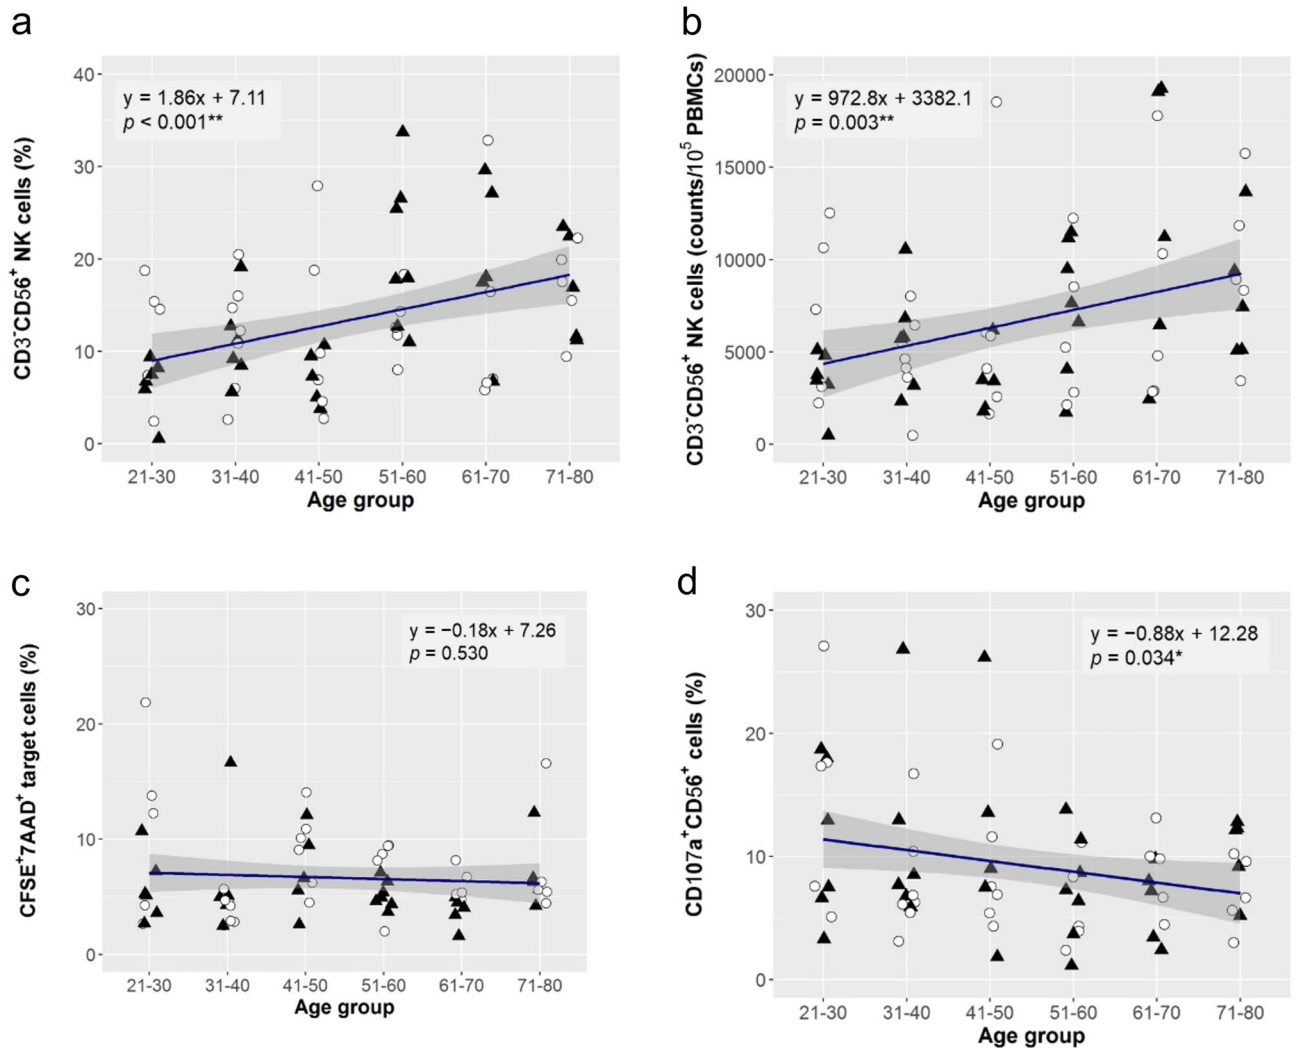 a
y = 1.86x + 7.11
p < 0.001**
CD3⁻CD56⁺ NK cells (%)
40
30
20
10
0
21-30 31-40 41-50 51-60 61-70 71-80
Age group
b
y = 972.8x + 3382.1
p = 0.003**
CD3⁻CD56⁺ NK cells (counts/10⁵ PBMCs)
20000
15000
10000
5000
0
21-30 31-40 41-50 51-60 61-70 71-80
Age group
c
y = −0.18x + 7.26
p = 0.530
CFSE⁺7AAD⁺ target cells (%)
30
20
10
0
21-30 31-40 41-50 51-60 61-70 71-80
Age group
d
y = −0.88x + 12.28
p = 0.034*
CD107a⁺CD56⁺ cells (%)
30
20
10
0
21-30 31-40 41-50 51-60 61-70 71-80
Age group